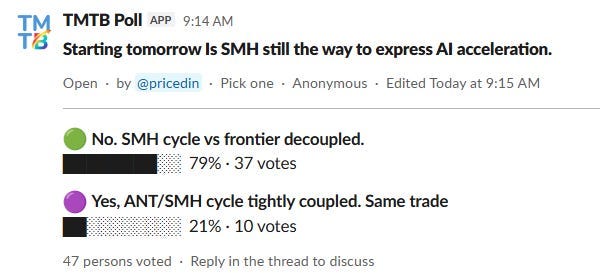 TM
TB
TMTB Poll APP 9:14 AM
Starting tomorrow Is SMH still the way to express AI acceleration.
Open · by @pricedin · Pick one · Anonymous · Edited Today at 9:15 AM
No. SMH cycle vs frontier decoupled.
79% · 37 votes
Yes, ANT/SMH cycle tightly coupled. Same trade
21% · 10 votes
47 persons voted · Reply in the thread to discuss